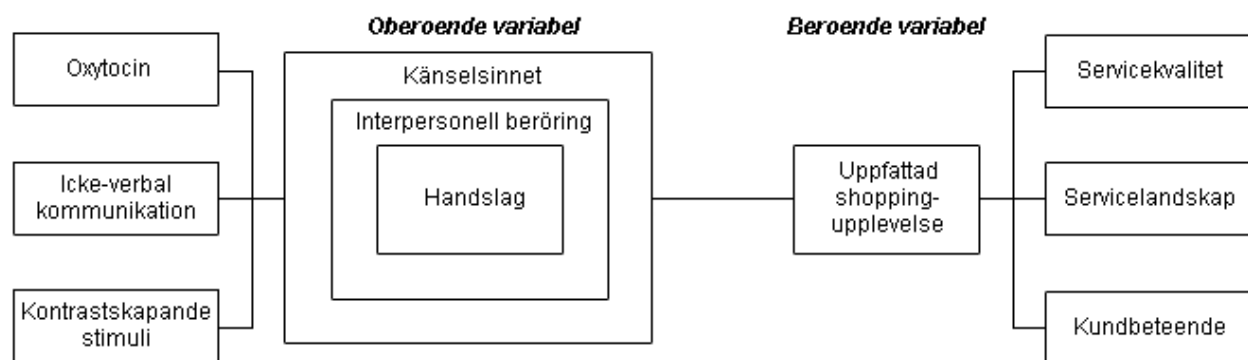 Oberoende variabel
Beroende variabel
Oxytocin
Icke-verbal
kommunikation
Kontrastskapande
stimuli
Känselsinnet
Interpersonell beröring
Handslag
Uppfattad
shopping-
upplevelse
Servicekvalitet
Servicelandskap
Kundbeteende